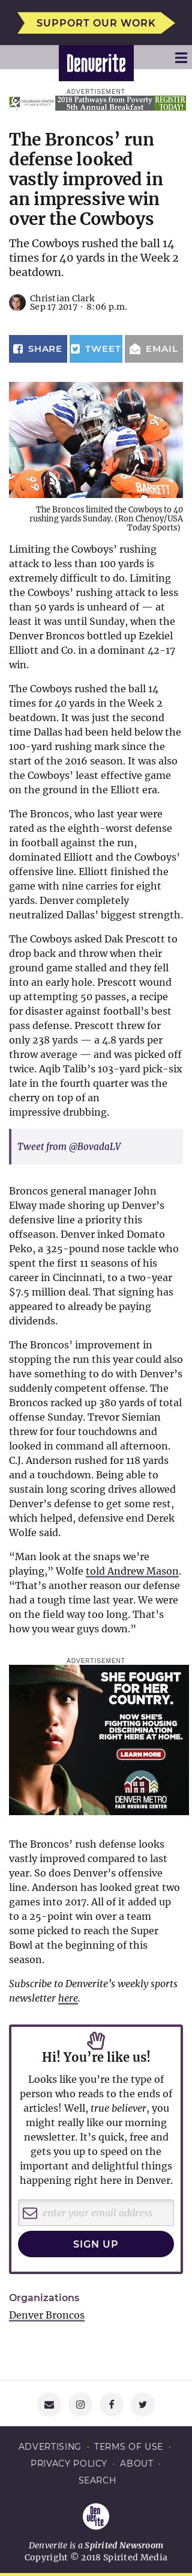 SUPPORT OUR WORK
Denverite
ADVERTISEMENT
COLORADO CENTER
2018 Pathways from Poverty
5th Annual Breakfast
REGISTER
TODAY!
The Broncos’ run
defense looked
vastly improved in
an impressive win
over the Cowboys
The Cowboys rushed the ball 14
times for 40 yards in the Week 2
beatdown.
Christian Clark
Sep 17 2017 · 8:06 p.m.
SHARE TWEET EMAIL
BARRETT
The Broncos limited the Cowboys to 40
rushing yards Sunday. (Ron Chenoy/USA
Today Sports)
Limiting the Cowboys’ rushing
attack to less than 100 yards is
extremely difficult to do. Limiting
the Cowboys’ rushing attack to less
than 50 yards is unheard of — at
least it was until Sunday, when the
Denver Broncos bottled up Ezekiel
Elliott and Co. in a dominant 42-17
win.
The Cowboys rushed the ball 14
times for 40 yards in the Week 2
beatdown. It was just the second
time Dallas had been held below the
100-yard rushing mark since the
start of the 2016 season. It was also
the Cowboys’ least effective game
on the ground in the Elliott era.
The Broncos, who last year were
rated as the eighth-worst defense
in football against the run,
dominated Elliott and the Cowboys’
offensive line. Elliott finished the
game with nine carries for eight
yards. Denver completely
neutralized Dallas’ biggest strength.
The Cowboys asked Dak Prescott to
drop back and throw when their
ground game stalled and they fell
into an early hole. Prescott wound
up attempting 50 passes, a recipe
for disaster against football’s best
pass defense. Prescott threw for
only 238 yards — a 4.8 yards per
throw average — and was picked off
twice. Aqib Talib’s 103-yard pick-six
late in the fourth quarter was the
cherry on top of an
impressive drubbing.
Tweet from @BovadaLV
Broncos general manager John
Elway made shoring up Denver’s
defensive line a priority this
offseason. Denver inked Domato
Peko, a 325-pound nose tackle who
spent the first 11 seasons of his
career in Cincinnati, to a two-year
$7.5 million deal. That signing has
appeared to already be paying
dividends.
The Broncos’ improvement in
stopping the run this year could also
have something to do with Denver’s
suddenly competent offense. The
Broncos racked up 380 yards of total
offense Sunday. Trevor Siemian
threw for four touchdowns and
looked in command all afternoon.
C.J. Anderson rushed for 118 yards
and a touchdown. Being able to
sustain long scoring drives allowed
Denver’s defense to get some rest,
which helped, defensive end Derek
Wolfe said.
“Man look at the snaps we’re
playing,” Wolfe told Andrew Mason.
“That’s another reason our defense
had a tough time last year. We were
on the field way too long. That’s
how you wear guys down.”
ADVERTISEMENT
SHE FOUGHT
FOR HER
COUNTRY.
NOW SHE’S
FIGHTING HOUSING
DISCRIMINATION
RIGHT HERE AT HOME.
LEARN MORE
DENVER METRO
FAIR HOUSING CENTER
The Broncos’ rush defense looks
vastly improved compared to last
year. So does Denver’s offensive
line. Anderson has looked great two
games into 2017. All of it added up
to a 25-point win over a team
some picked to reach the Super
Bowl at the beginning of this
season.
Subscribe to Denverite’s weekly sports
newsletter here.
Hi! You’re like us!
Looks like you’re the type of
person who reads to the ends of
articles! Well, true believer, you
might really like our morning
newsletter. It’s quick, free and
gets you up to speed on the
important and delightful things
happening right here in Denver.
enter your email address
SIGN UP
Organizations
Denver Broncos
ADVERTISING · TERMS OF USE ·
PRIVACY POLICY · ABOUT ·
SEARCH
Den
ver
ite
Denverite is a Spirited Newsroom
Copyright © 2018 Spirited Media